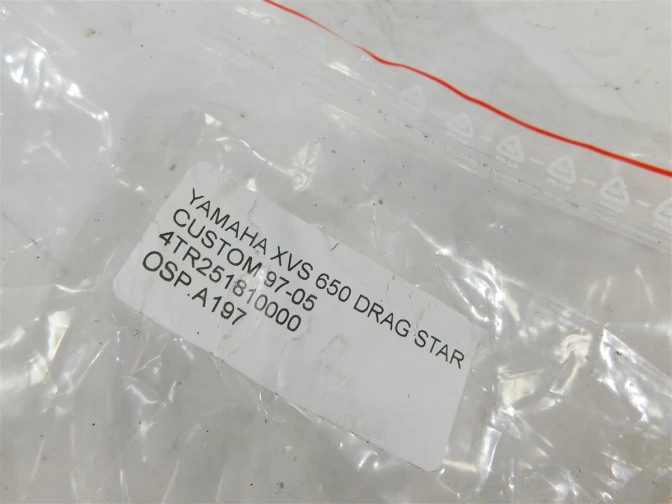 YAMAHA XVS 650 DRAG STAR
CUSTOM 97-05
4TR251810000
OSP.A197